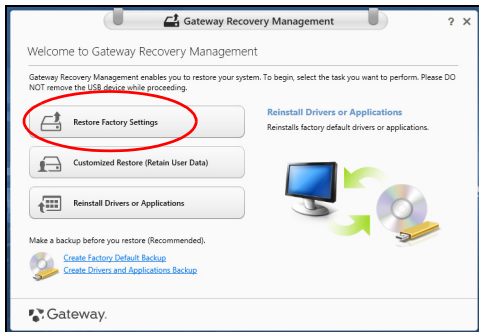 Gateway Recovery Management
? X
Welcome to Gateway Recovery Management
Gateway Recovery Management enables you to restore your system. To begin, select the task you want to perform. Please DO
NOT remove the USB device while proceeding.
Restore Factory Settings
Reinstall Drivers or Applications
Reinstalls factory default drivers or applications.
Customized Restore (Retain User Data)
Reinstall Drivers or Applications
Make a backup before you restore (Recommended).
Create Factory Default Backup
Create Drivers and Applications Backup
Gateway.